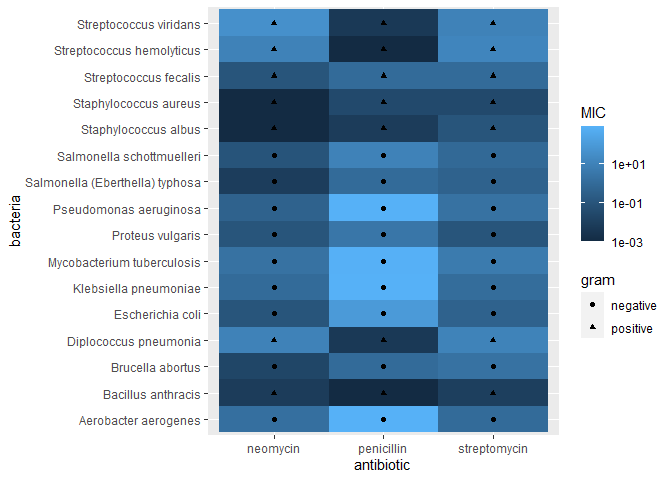 Streptococcus viridans
Streptococcus hemolyticus
Streptococcus fecalis
Staphylococcus aureus
Staphylococcus albus
Salmonella schottmuelleri
Salmonella (Eberthella) typhosa
Pseudomonas aeruginosa
Proteus vulgaris
Mycobacterium tuberculosis
Klebsiella pneumoniae
Escherichia coli
Diplococcus pneumonia
Brucella abortus
Bacillus anthracis
Aerobacter aerogenes
bacteria
neomycin penicillin streptomycin
antibiotic
MIC
1e+01
1e-01
1e-03
gram
negative
positive